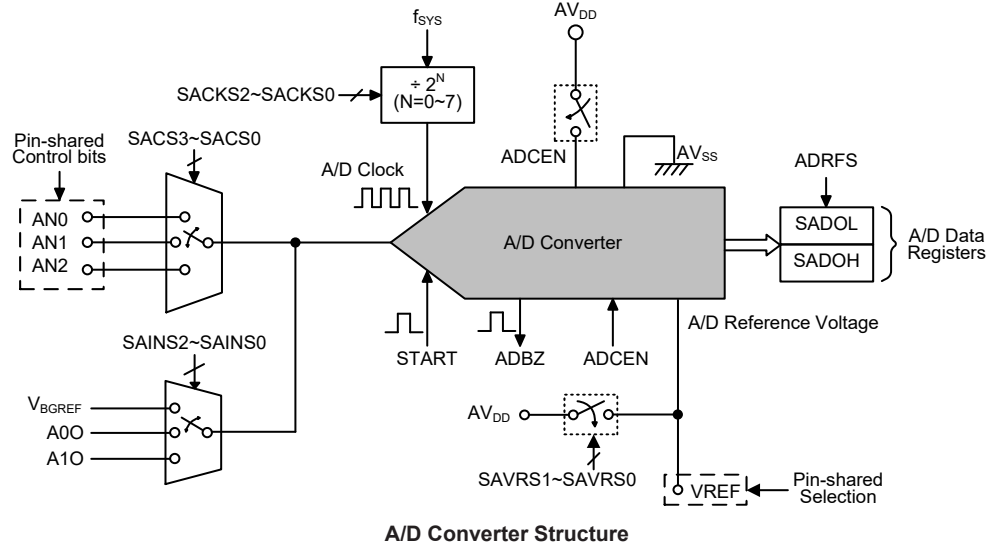 fSYS
AVDD
÷ 2N
(N=0~7)
SACKS2~SACKS0
Pin-shared
Control bits
SACS3~SACS0
ADCEN
AVSS
A/D Clock
ADRFS
AN0
AN1
AN2
A/D Converter
SADOL
SADOH
A/D Data
Registers
A/D Reference Voltage
START
ADBZ
ADCEN
SAINS2~SAINS0
VBGREF
A0O
A1O
AVDD
SAVRS1~SAVRS0
VREF
Pin-shared
Selection
A/D Converter Structure